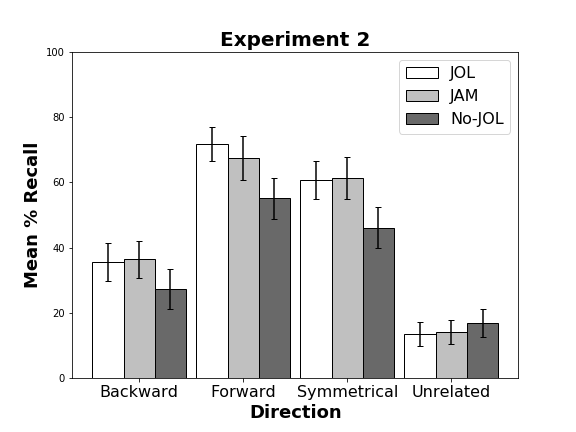 Experiment 2
100
80
60
40
20
0
Mean % Recall
JOL
JAM
No-JOL
Backward Forward Symmetrical Unrelated
Direction